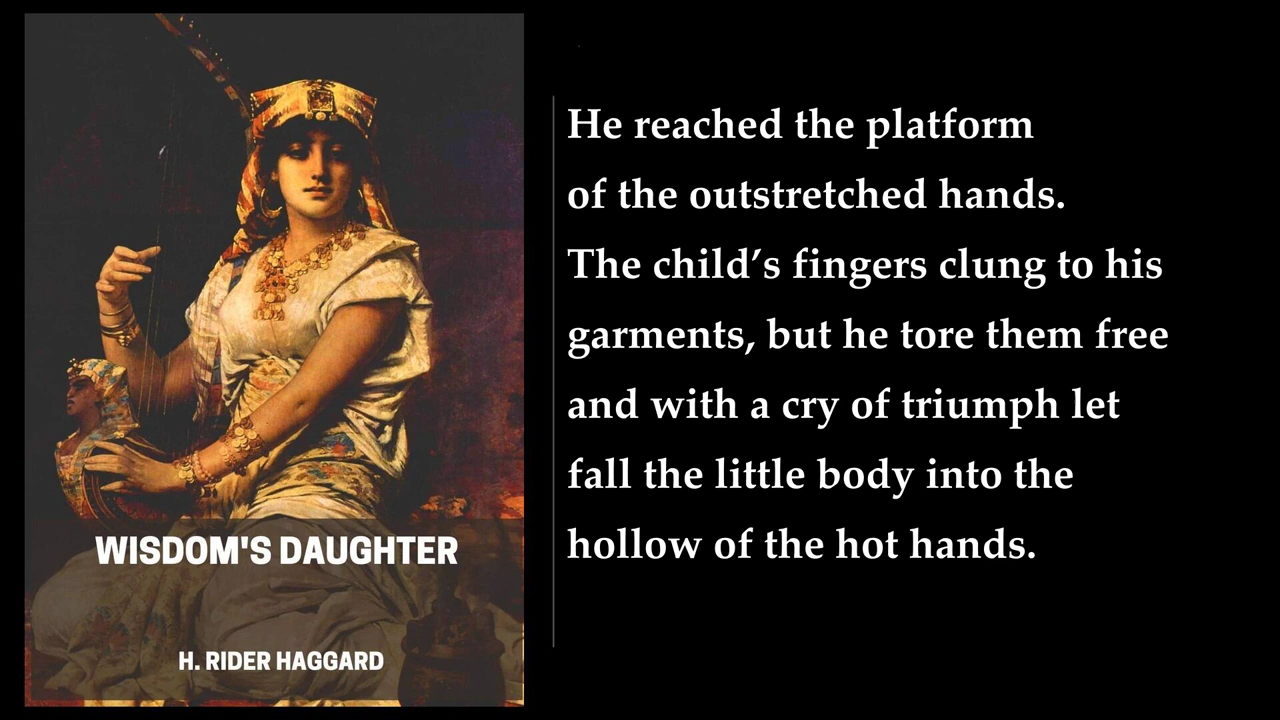 WISDOM'S DAUGHTER
H. RIDER HAGGARD
He reached the platform
of the outstretched hands.
The child’s fingers clung to his
garments, but he tore them free
and with a cry of triumph let
fall the little body into the
hollow of the hot hands.